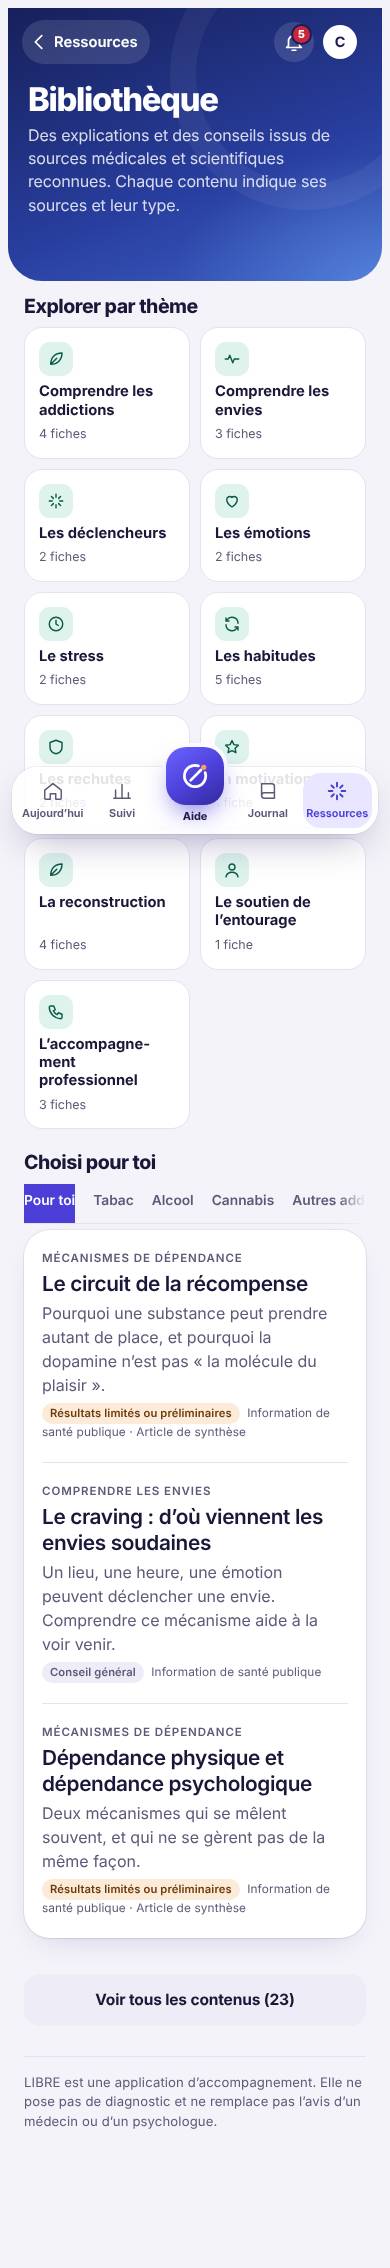 Ressources
5
C
Bibliothèque
Des explications et des conseils issus de
sources médicales et scientifiques
reconnues. Chaque contenu indique ses
sources et leur type.
Explorer par thème
Comprendre les
addictions
4 fiches
Comprendre les
envies
3 fiches
Les déclencheurs
2 fiches
Les émotions
2 fiches
Le stress
2 fiches
Les habitudes
5 fiches
Les rechutes
motivation
fiche
Aujourd’hui
Suivi
Aide
Journal
Ressources
La reconstruction
4 fiches
Le soutien de
l’entourage
1 fiche
L’accompagne-
ment
professionnel
3 fiches
Choisi pour toi
Pour toi Tabac Alcool Cannabis Autres add
MÉCANISMES DE DÉPENDANCE
Le circuit de la récompense
Pourquoi une substance peut prendre
autant de place, et pourquoi la
dopamine n’est pas « la molécule du
plaisir ».
Résultats limités ou préliminaires Information de
santé publique · Article de synthèse
COMPRENDRE LES ENVIES
Le craving : d’où viennent les
envies soudaines
Un lieu, une heure, une émotion
peuvent déclencher une envie.
Comprendre ce mécanisme aide à la
voir venir.
Conseil général Information de santé publique
MÉCANISMES DE DÉPENDANCE
Dépendance physique et
dépendance psychologique
Deux mécanismes qui se mêlent
souvent, et qui ne se gèrent pas de la
même façon.
Résultats limités ou préliminaires Information de
santé publique · Article de synthèse
Voir tous les contenus (23)
LIBRE est une application d’accompagnement. Elle ne
pose pas de diagnostic et ne remplace pas l’avis d’un
médecin ou d’un psychologue.